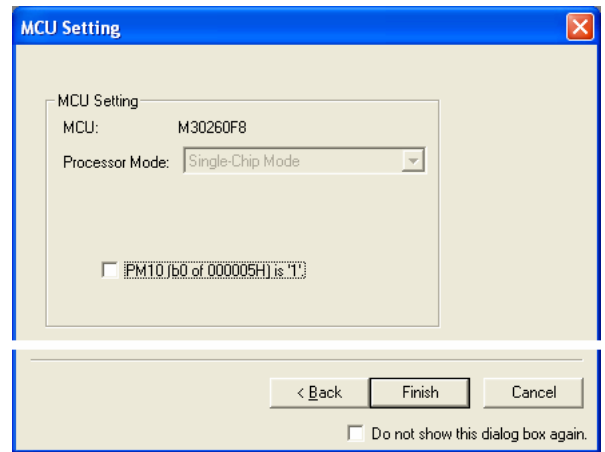 MCU Setting
MCU Setting
MCU: M30260F8
Processor Mode: Single-Chip Mode
PM10 (b0 of 000005H) is '1'.
< Back Finish Cancel
Do not show this dialog box again.